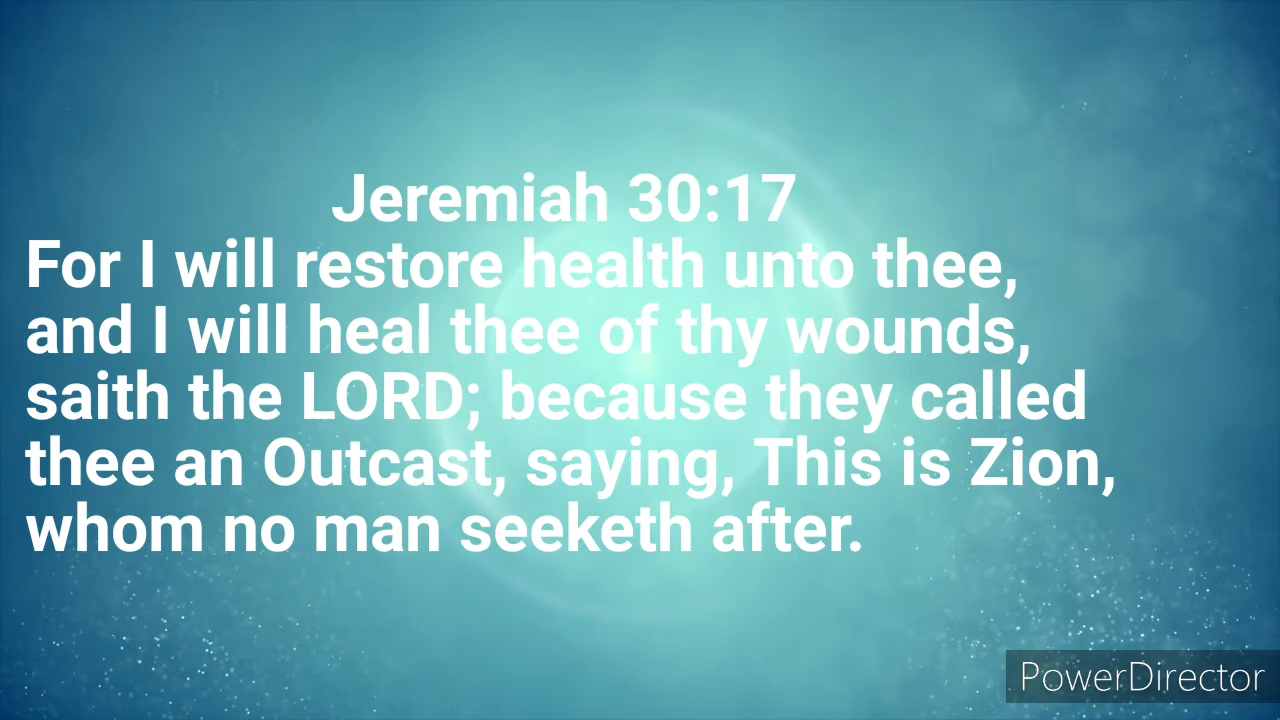 Jeremiah 30:17
For I will restore health unto thee,
and I will heal thee of thy wounds,
saith the LORD; because they called
thee an Outcast, saying, This is Zion,
whom no man seeketh after.
PowerDirector